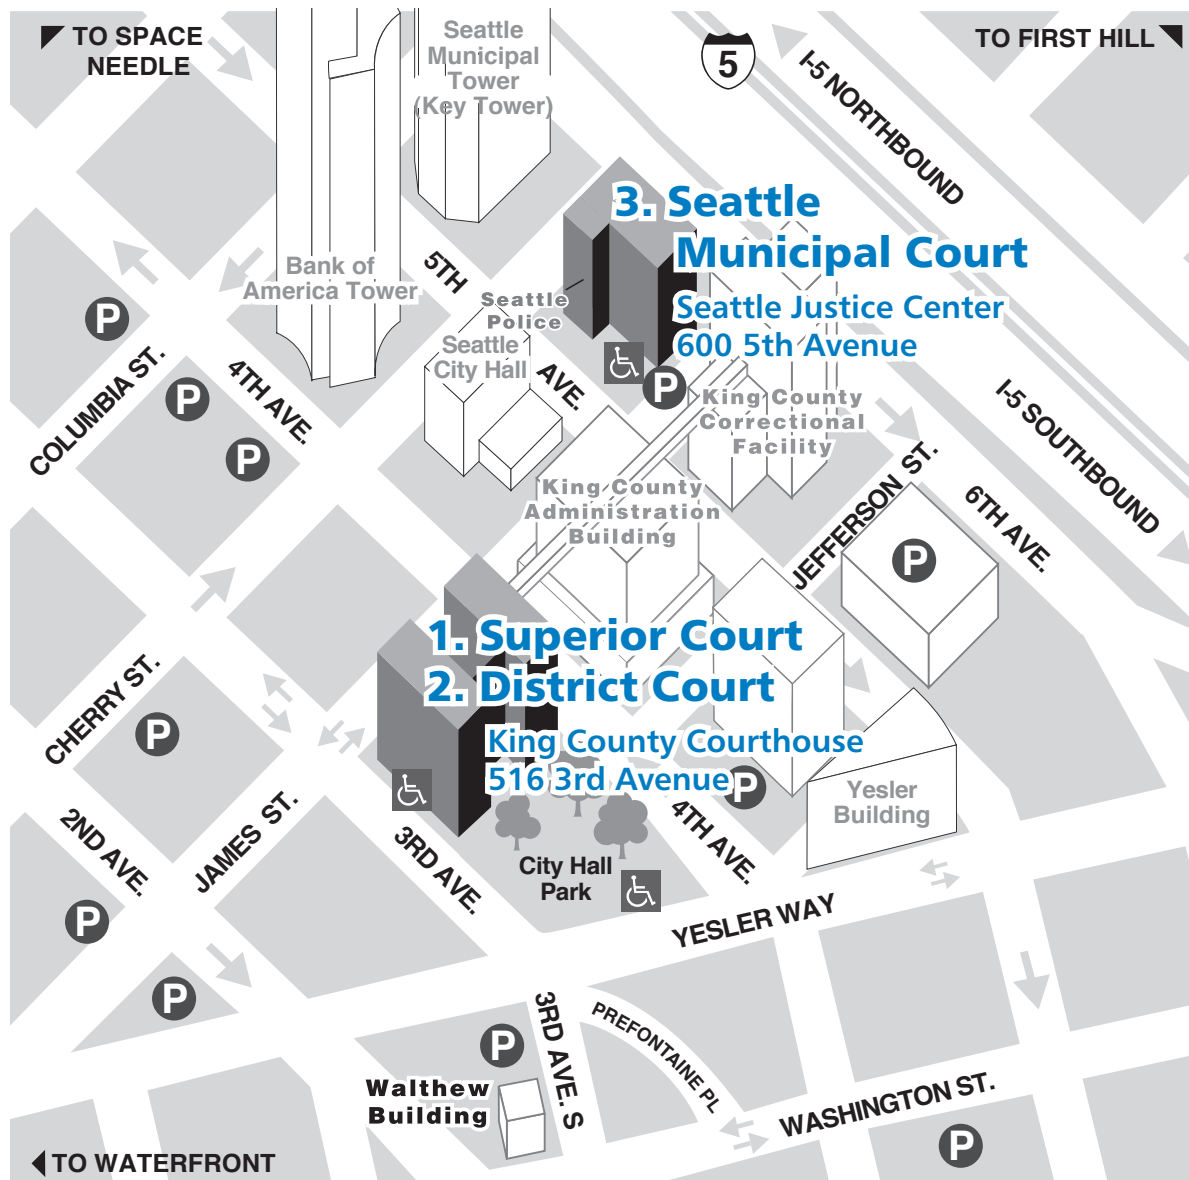 TO SPACE
NEEDLE
Seattle
Municipal
Tower
(Key Tower)
5
TO FIRST HILL
I-5 NORTHBOUND
3. Seattle
Municipal Court
Seattle Justice Center
600 5th Avenue
5TH
AVE.
Bank of
America Tower
Seattle
Police
Seattle
City Hall
P
COLUMBIA ST.
P
4TH AVE.
P
P
King County
Correctional
Facility
I-5 SOUTHBOUND
JEFFERSON ST.
6TH AVE.
P
King County
Administration
Building
1. Superior Court
2. District Court
King County Courthouse
516 3rd Avenue
P
CHERRY ST.
P
2ND AVE.
JAMES ST.
3RD AVE.
4TH AVE.
Yesler
Building
City Hall
Park
P
YESLER WAY
P
3RD AVE. S
PREFONTAINE PL
P
Walthew
Building
WASHINGTON ST.
P
TO WATERFRONT